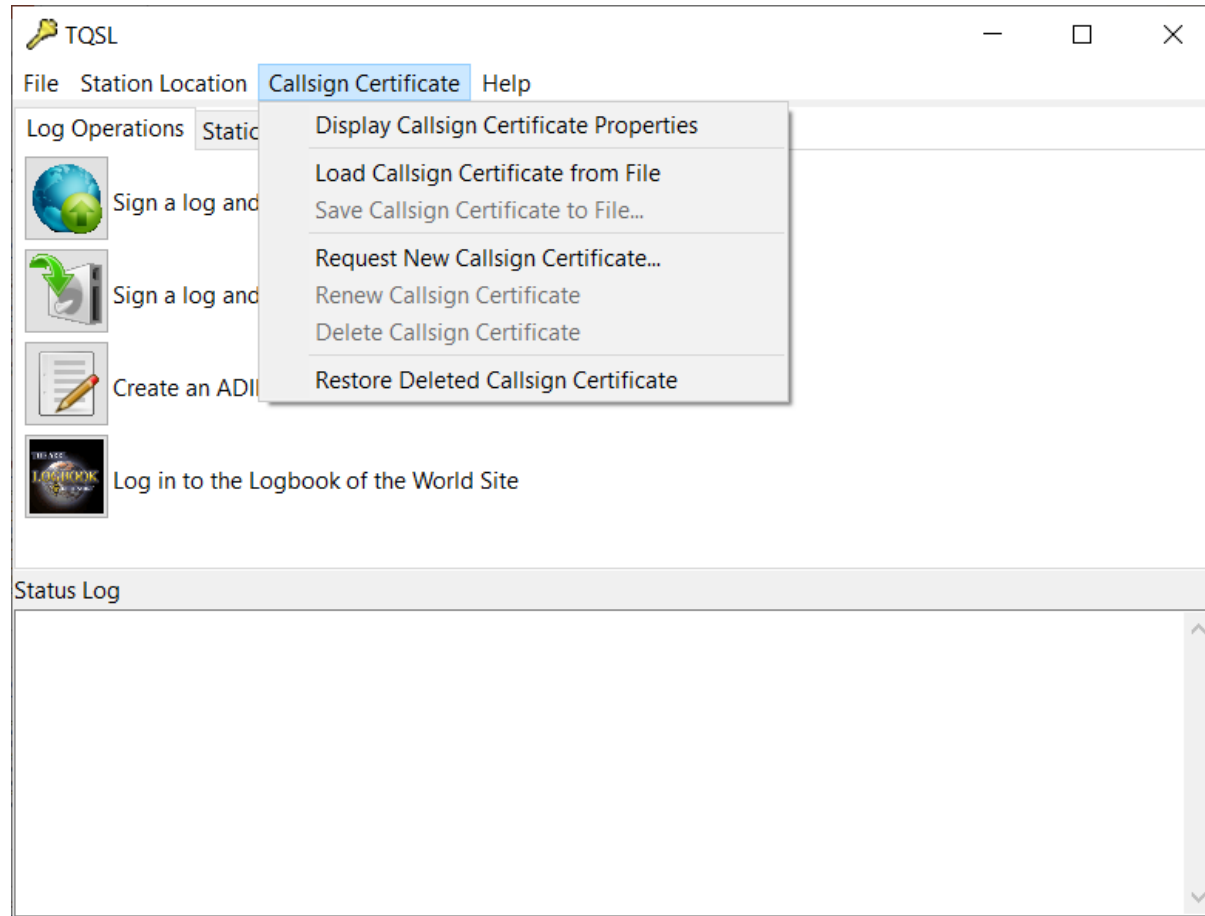 TQSL
File Station Location Callsign Certificate Help
Log Operations
Display Callsign Certificate Properties
Load Callsign Certificate from File
Sign a log and
Save Callsign Certificate to File...
Request New Callsign Certificate...
Sign a log and
Renew Callsign Certificate
Delete Callsign Certificate
Restore Deleted Callsign Certificate
Create an
LOGBOOK
Log in to the Logbook of the World Site
Status Log